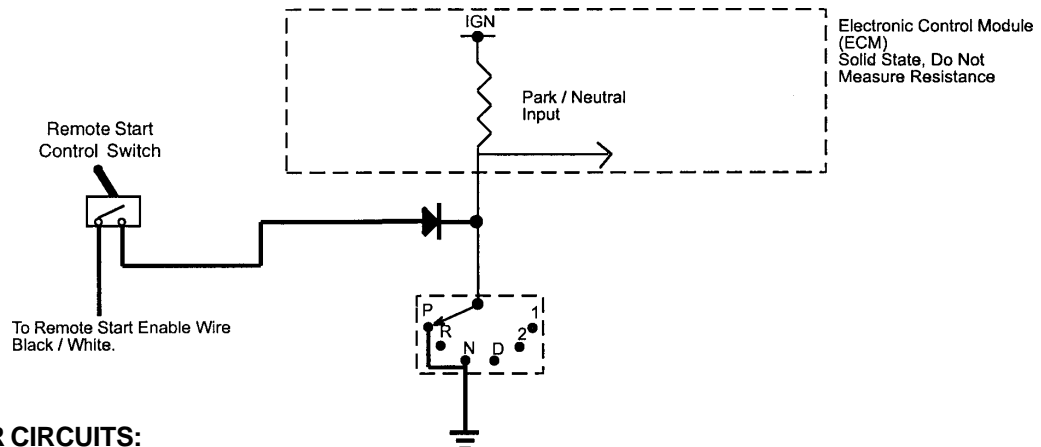 IGN
Electronic Control Module
(ECM)
Solid State, Do Not
Measure Resistance
Park / Neutral
Input
Remote Start
Control Switch
To Remote Start Enable Wire
Black / White.
P
R
N
D
2
1
R CIRCUITS: